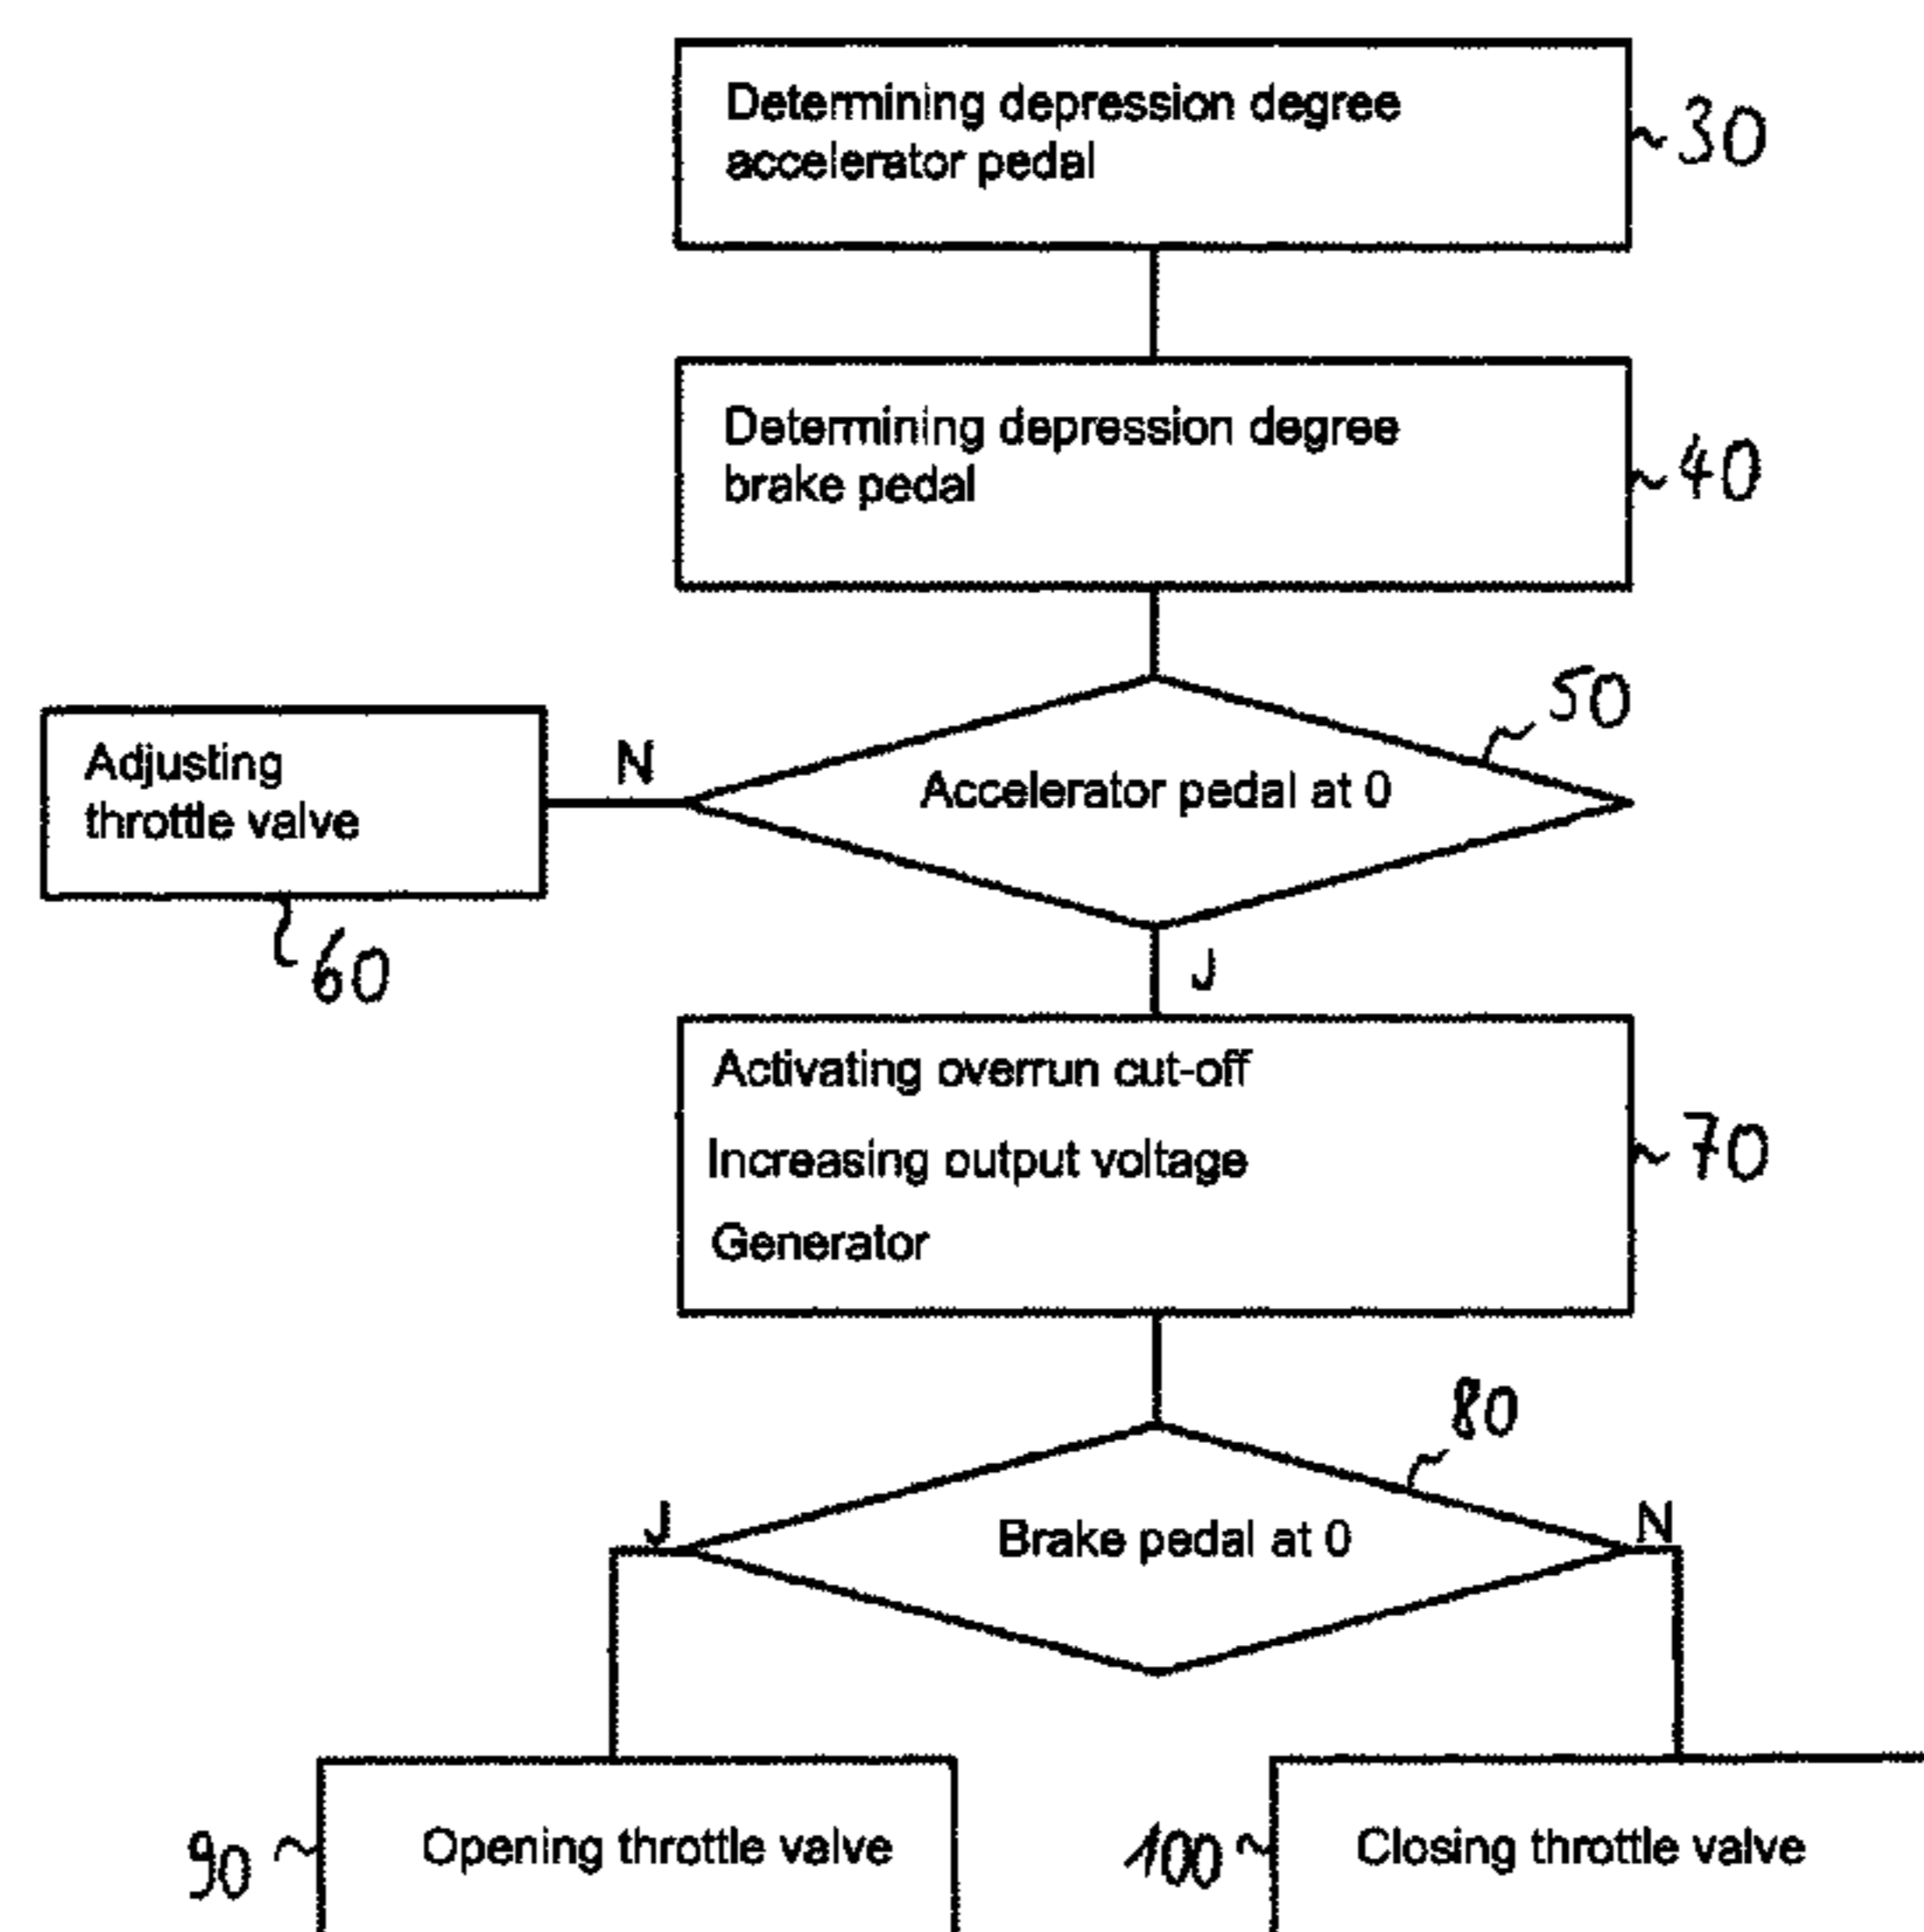 Determining depression degree
accelerator pedal
30
Determining depression degree
brake pedal
40
50
Accelerator pedal at 0
N
Adjusting
throttle valve
60
J
Activating overrun cut-off
Increasing output voltage
Generator
70
80
Brake pedal at 0
J
N
90
Opening throttle valve
100
Closing throttle valve